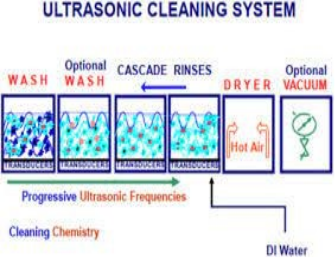 ULTRASONIC CLEANING SYSTEM
WASH
Optional
WASH
CASCADE RINSES
DRYER
Optional
VACUUM
Hot Air
TRANSDUCERS
TRANSDUCERS
TRANSDUCERS
TRANSDUCERS
Progressive Ultrasonic Frequencies
Cleaning Chemistry
DI Water